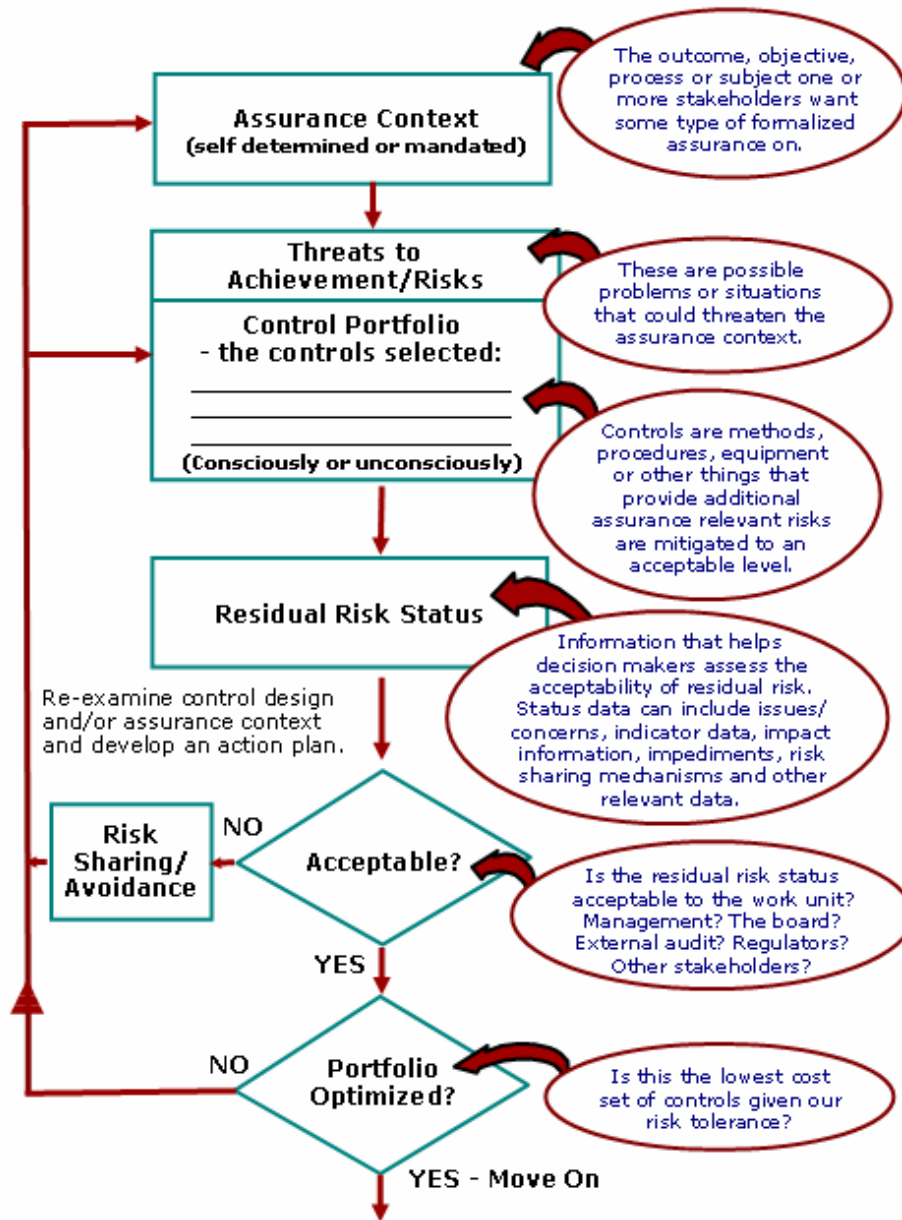 The outcome, objective,
process or subject one or
more stakeholders want
some type of formalized
assurance on.
Assurance Context
(self determined or mandated)
Threats to
Achievement/Risks
These are possible
problems or situations
that could threaten the
assurance context.
Control Portfolio
- the controls selected:
(Consciously or unconsciously)
Controls are methods,
procedures, equipment
or other things that
provide additional
assurance relevant risks
are mitigated to an
acceptable level.
Residual Risk Status
Information that helps
decision makers assess the
acceptability of residual risk.
Status data can include issues/
concerns, indicator data, impact
information, impediments, risk
sharing mechanisms and other
relevant data.
Re-examine control design
and/or assurance context
and develop an action plan.
Risk
Sharing/
Avoidance
NO
Acceptable?
Is the residual risk status
acceptable to the work unit?
Management? The board?
External audit? Regulators?
Other stakeholders?
YES
NO
Portfolio
Optimized?
Is this the lowest cost
set of controls given our
risk tolerance?
YES - Move On